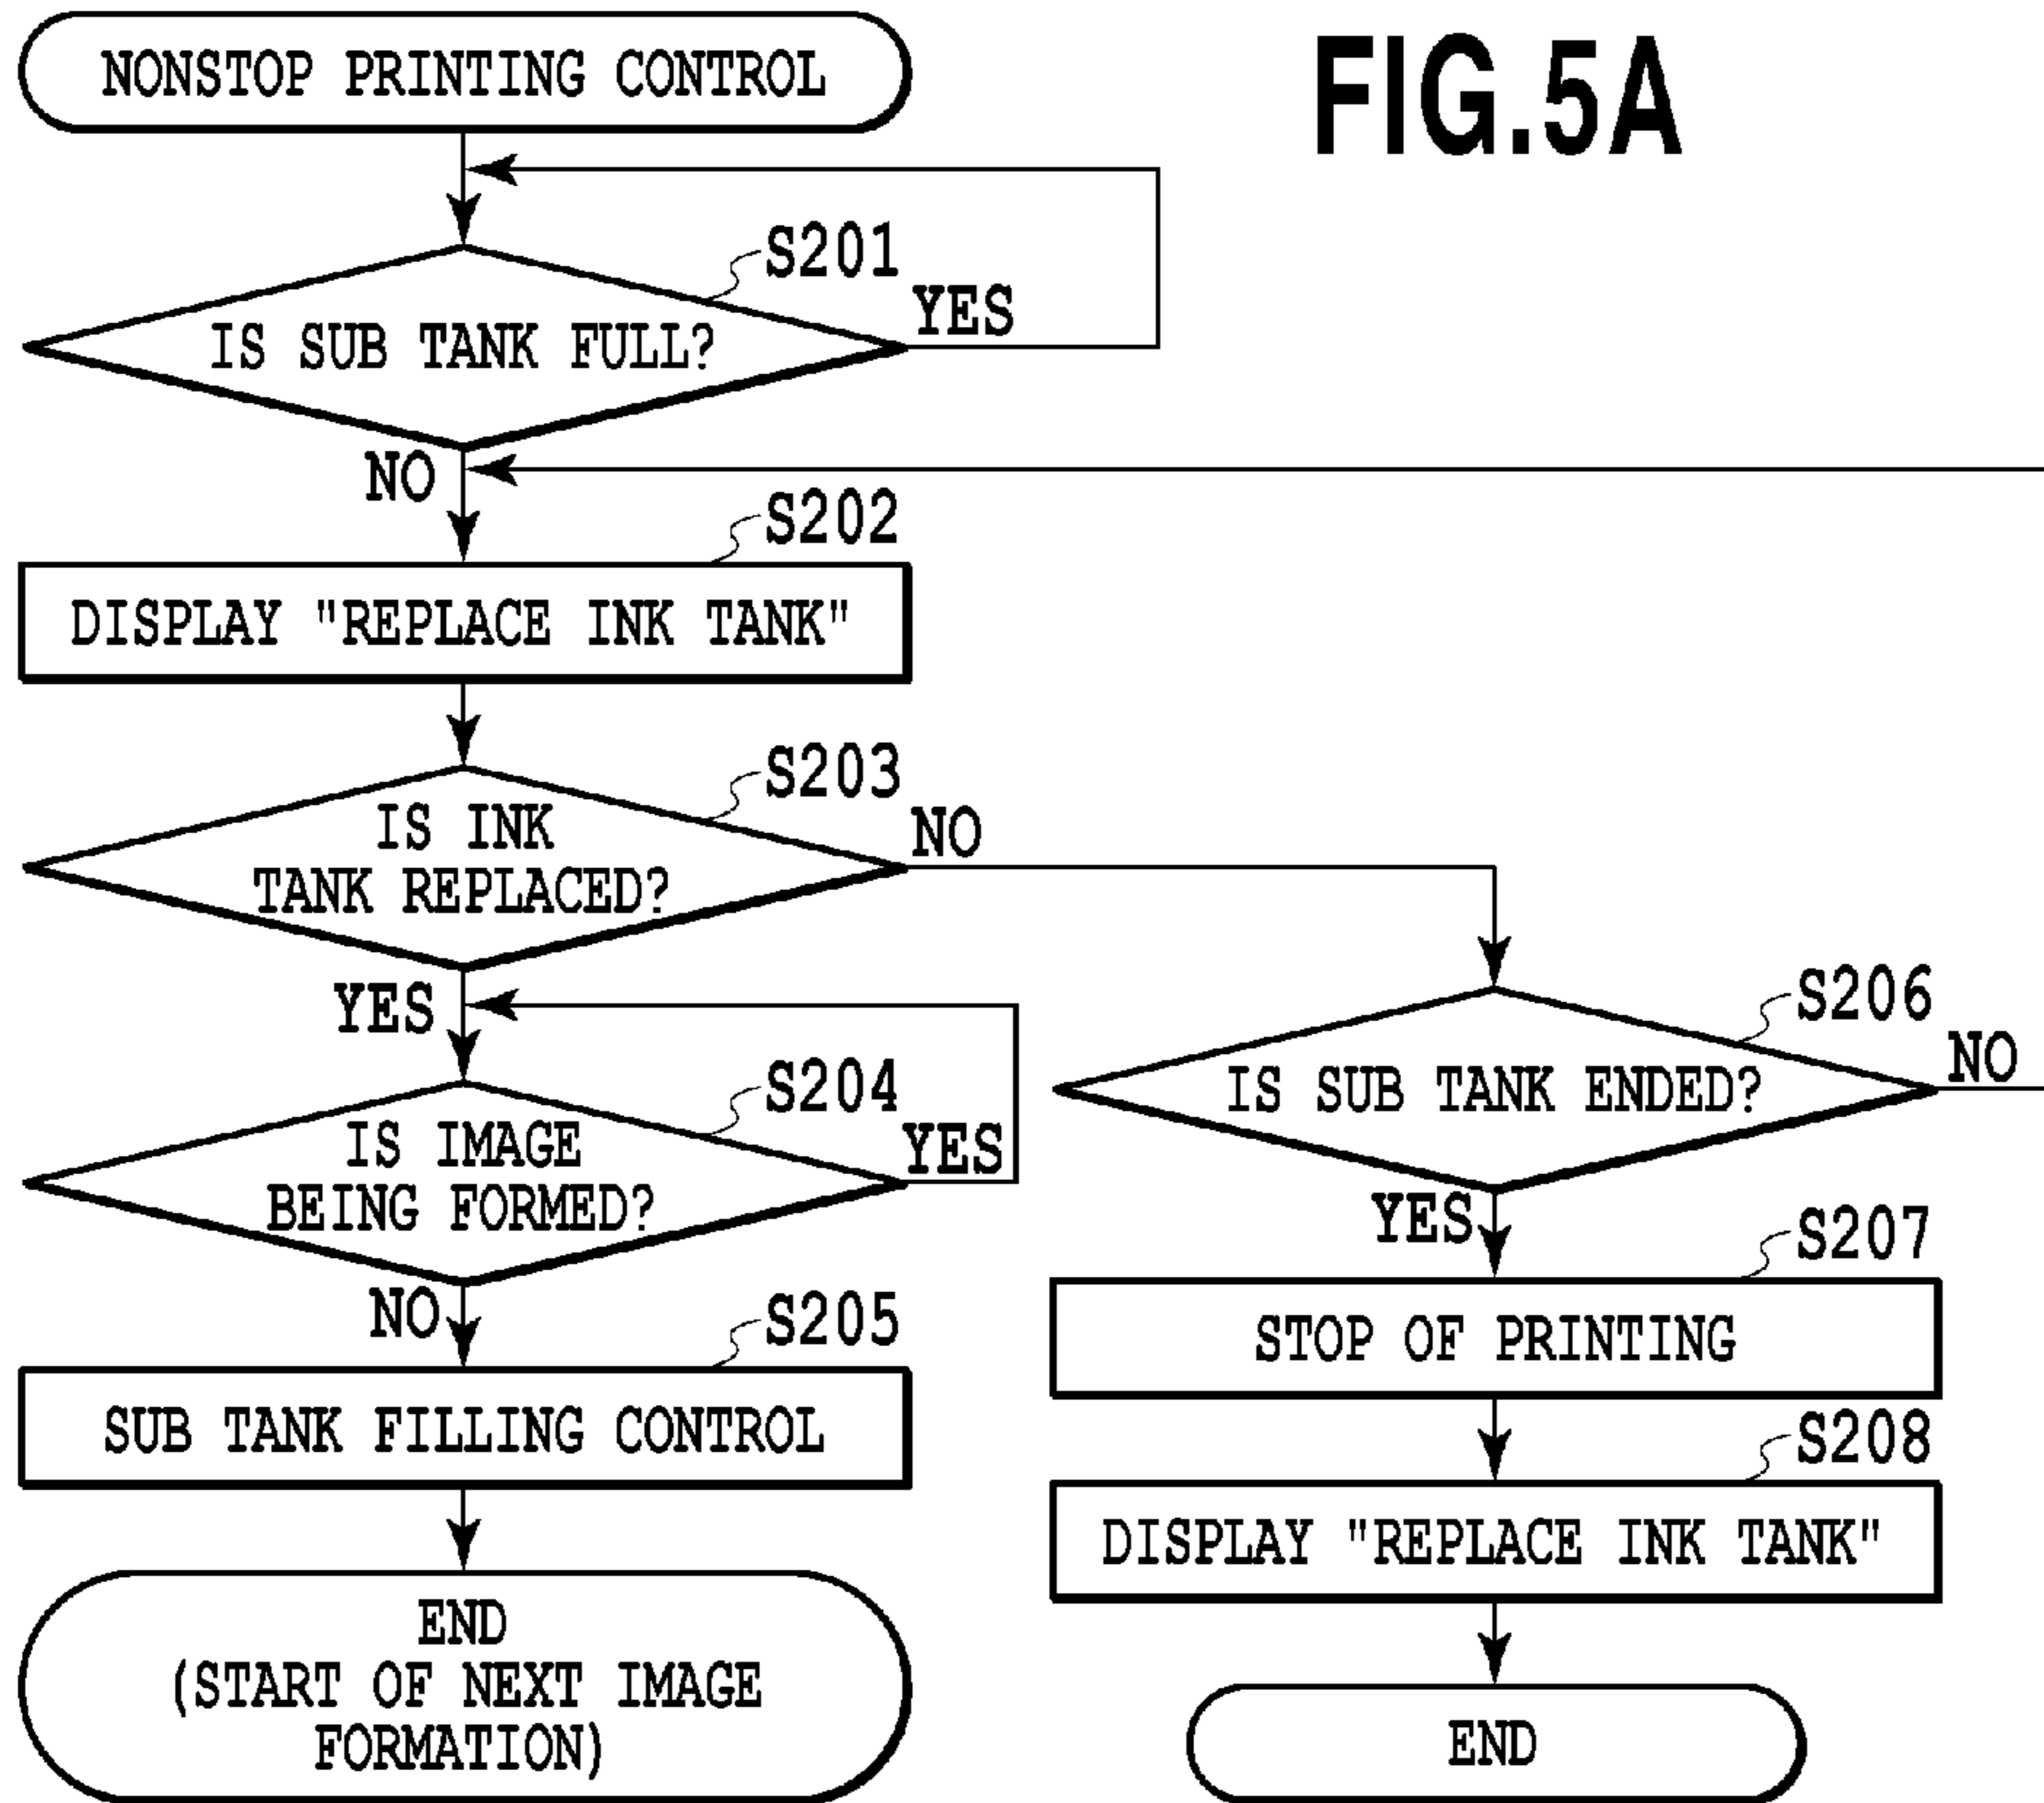 FIG.5A
NONSTOP PRINTING CONTROL
S201
IS SUB TANK FULL?
YES
NO
S202
DISPLAY "REPLACE INK TANK"
S203
IS INK
TANK REPLACED?
NO
YES
S204
IS IMAGE
BEING FORMED?
YES
NO
S205
SUB TANK FILLING CONTROL
END
(START OF NEXT IMAGE
FORMATION)
S206
IS SUB TANK ENDED?
NO
YES
S207
STOP OF PRINTING
S208
DISPLAY "REPLACE INK TANK"
END